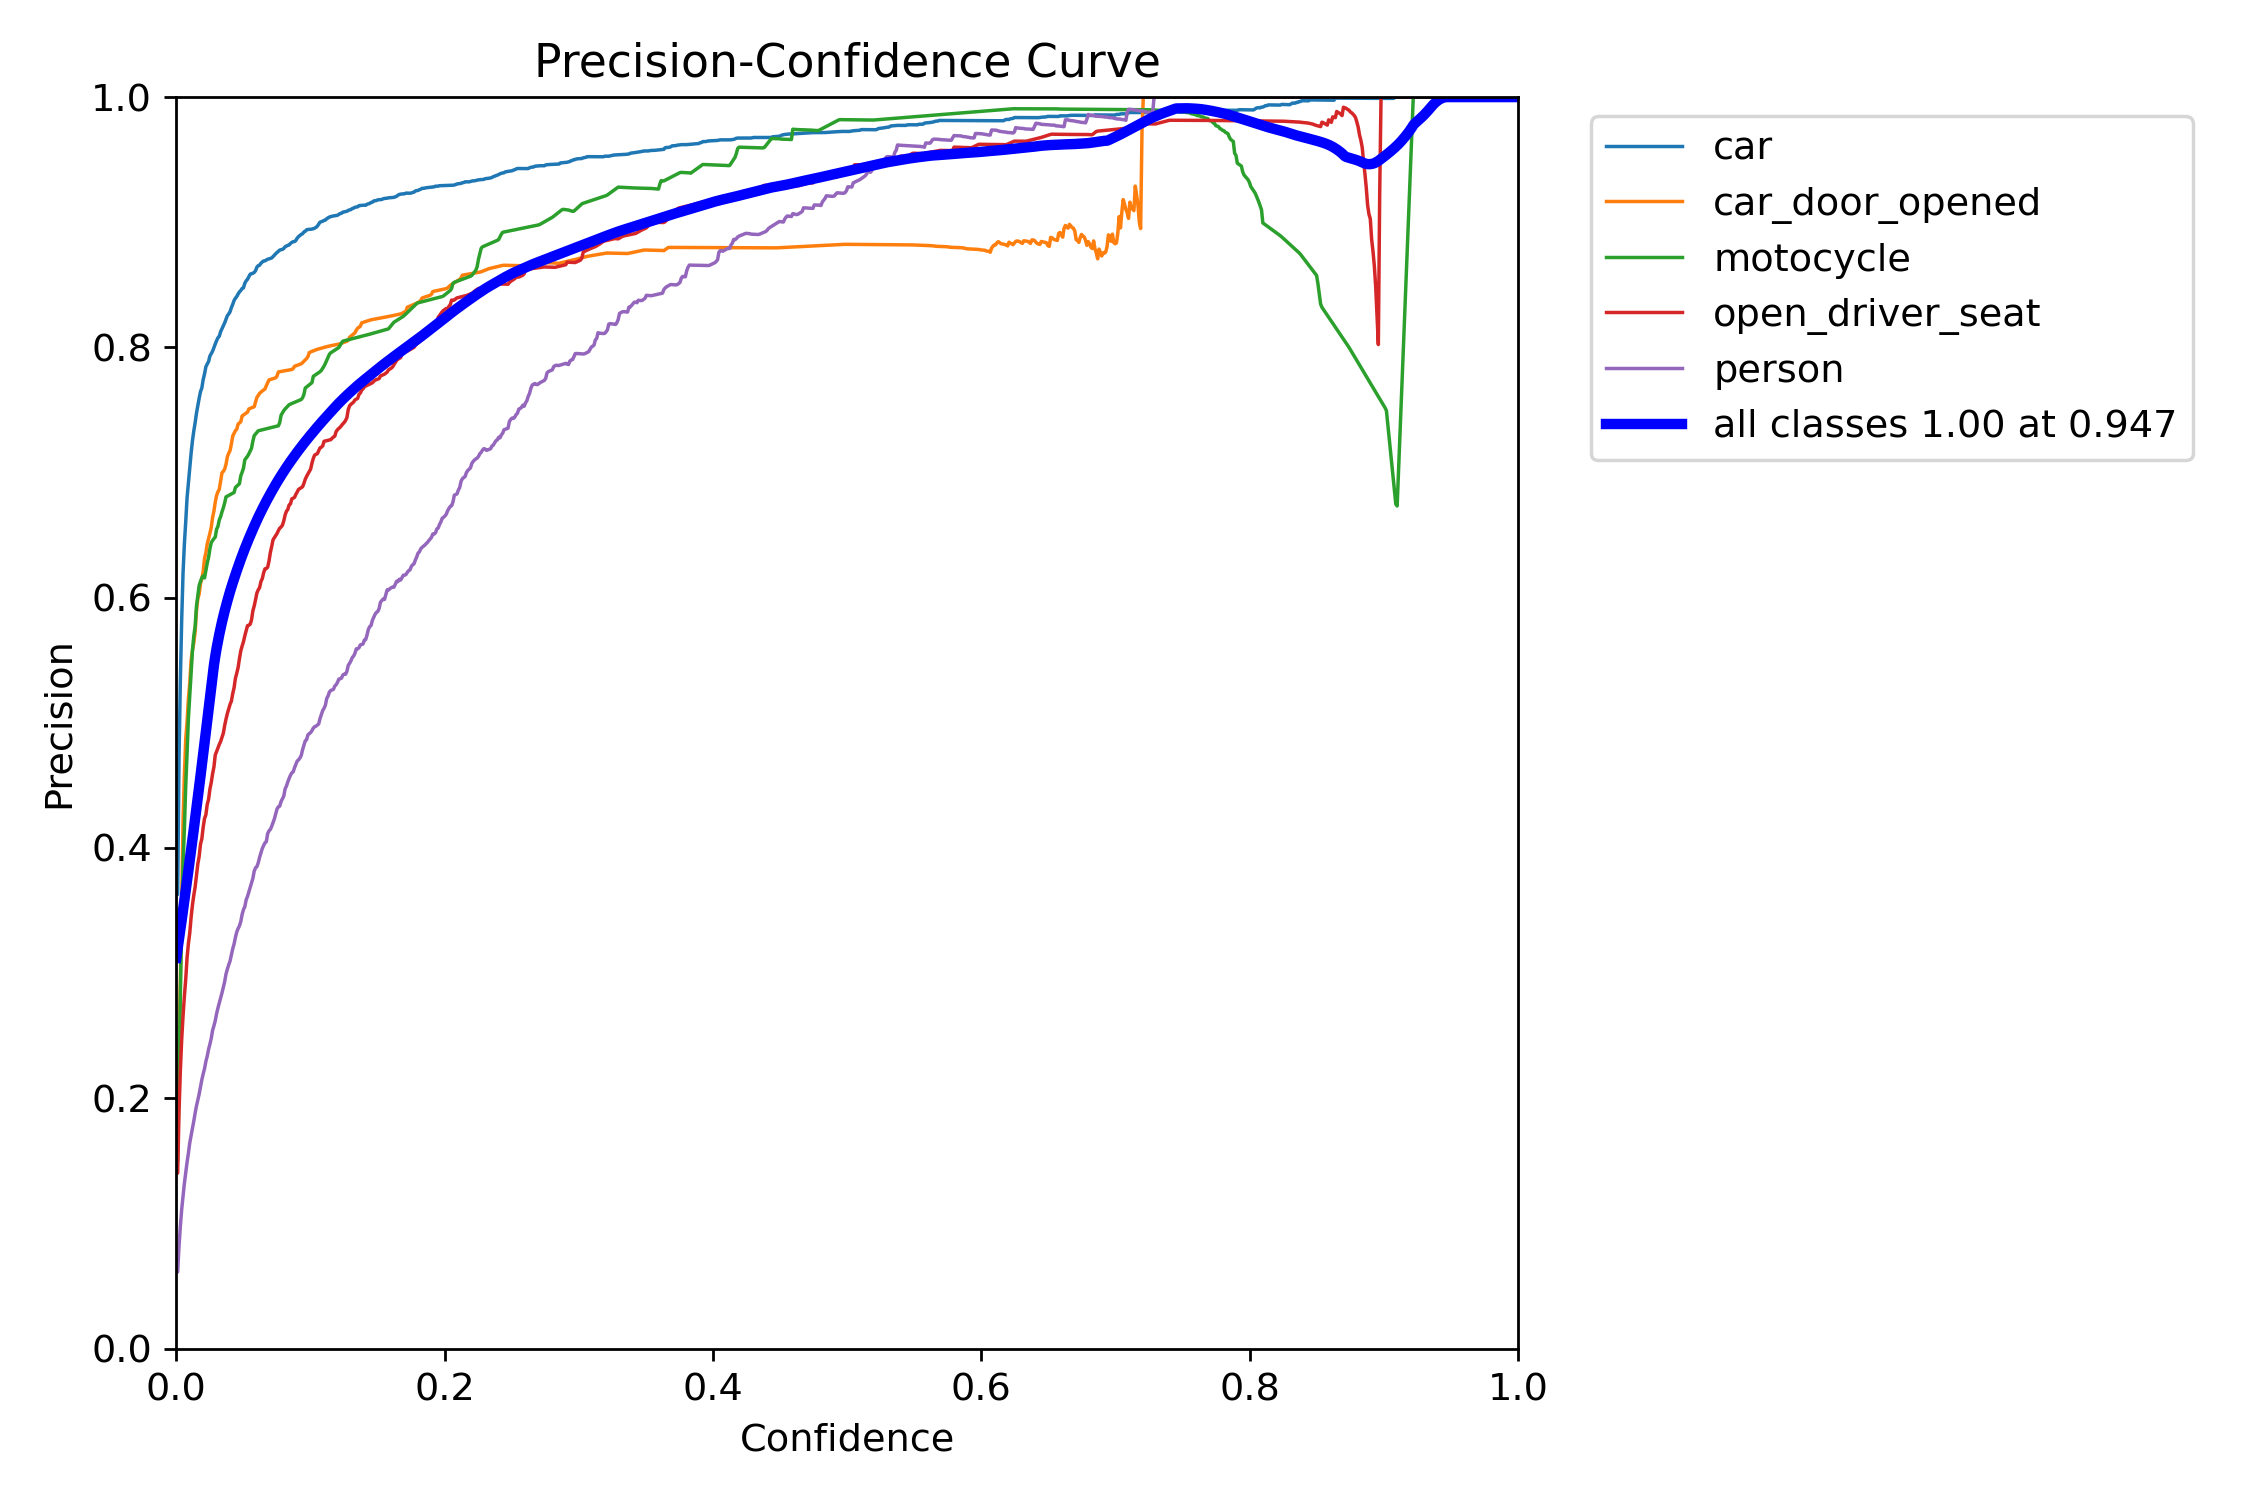 Precision-Confidence Curve
1.0
0.8
0.6
0.4
0.2
0.0
Precision
0.0 0.2 0.4 0.6 0.8 1.0
Confidence
car
car_door_opened
motocycle
open_driver_seat
person
all classes 1.00 at 0.947